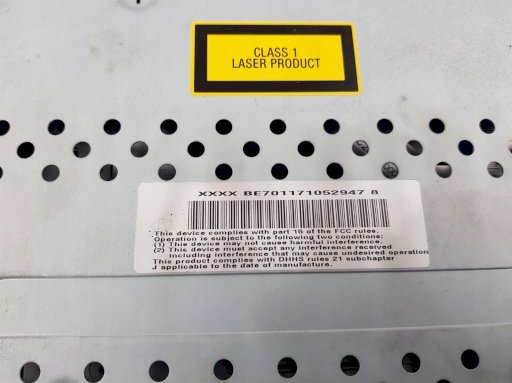 CLASS 1
LASER PRODUCT
XXXX BE701171052947 8
This device complies with part 15 of the FCC rules.
Operation is subject to the following two conditions:
(1) This device may not cause harmful interference.
(2) This device must accept any interference received
including interference that may cause undesired operation
This product complies with DHHS rules 21 subchapter
J applicable to the date of manufacture.